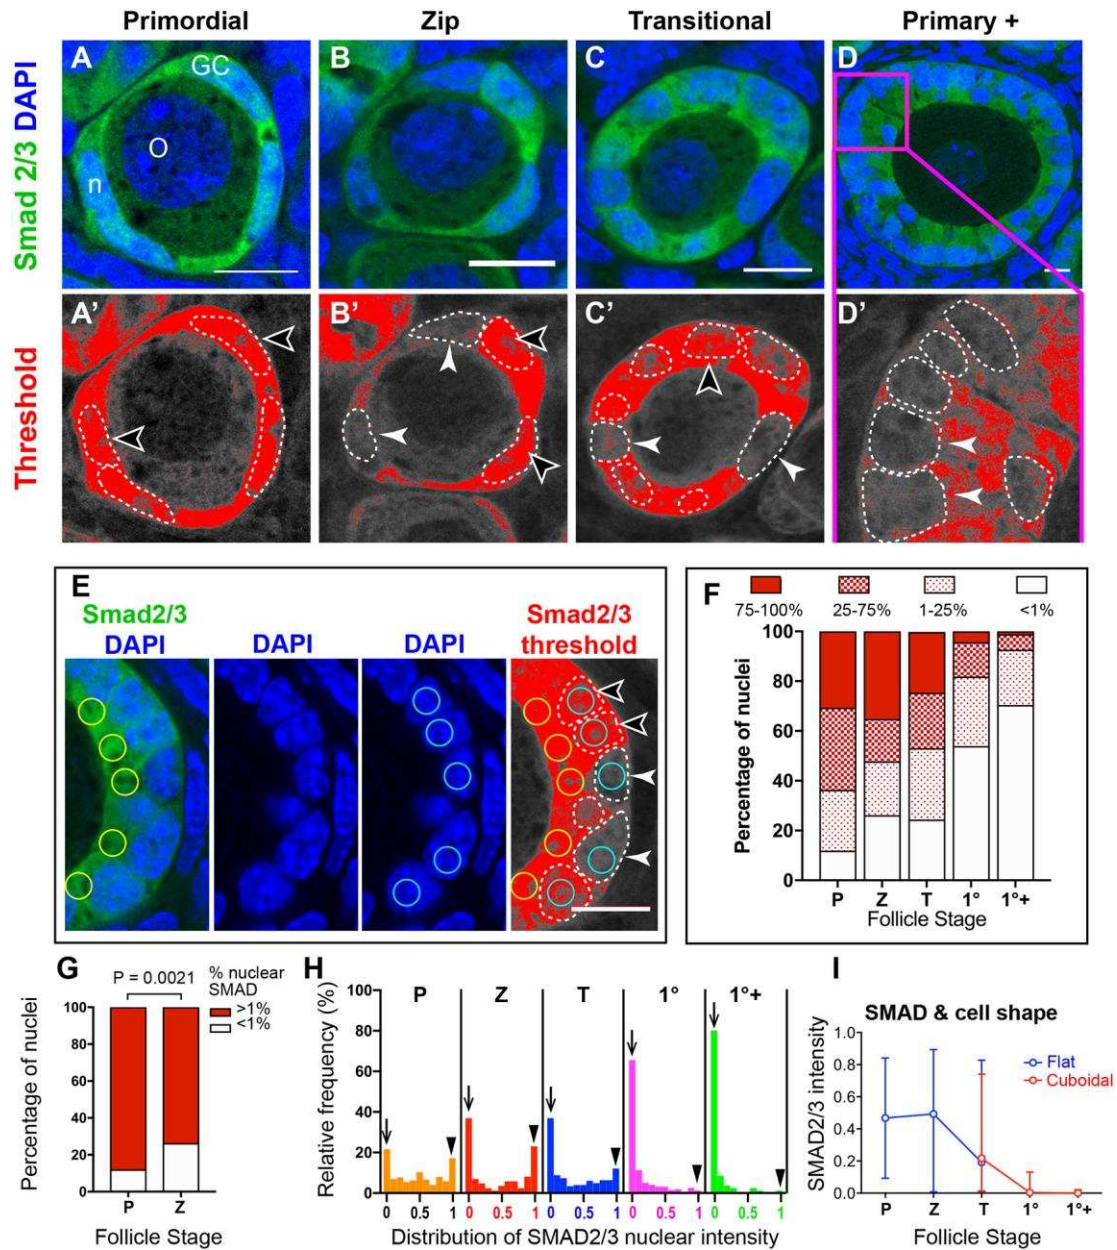 Primordial Zip Transitional Primary +
Smad 2/3 DAPI
A GC O n B C D
Threshold
A' B' C' D'
E
Smad2/3 DAPI DAPI DAPI Smad2/3 threshold
F
75-100% 25-75% 1-25% <1%
Percentage of nuclei
100
80
60
40
20
0
P Z T 1° 1°+
Follicle Stage
G
P = 0.0021
% nuclear SMAD
>1%
<1%
Percentage of nuclei
100
80
60
40
20
0
P Z
Follicle Stage
H
P Z T 1° 1°+
Relative frequency (%)
100
80
60
40
20
0
0 0.5 1 0 0.5 1 0 0.5 1 0 0.5 1 0 0.5 1
Distribution of SMAD2/3 nuclear intensity
I
SMAD & cell shape
Flat
Cuboidal
SMAD2/3 intensity
1.0
0.8
0.6
0.4
0.2
0.0
P Z T 1° 1°+
Follicle Stage